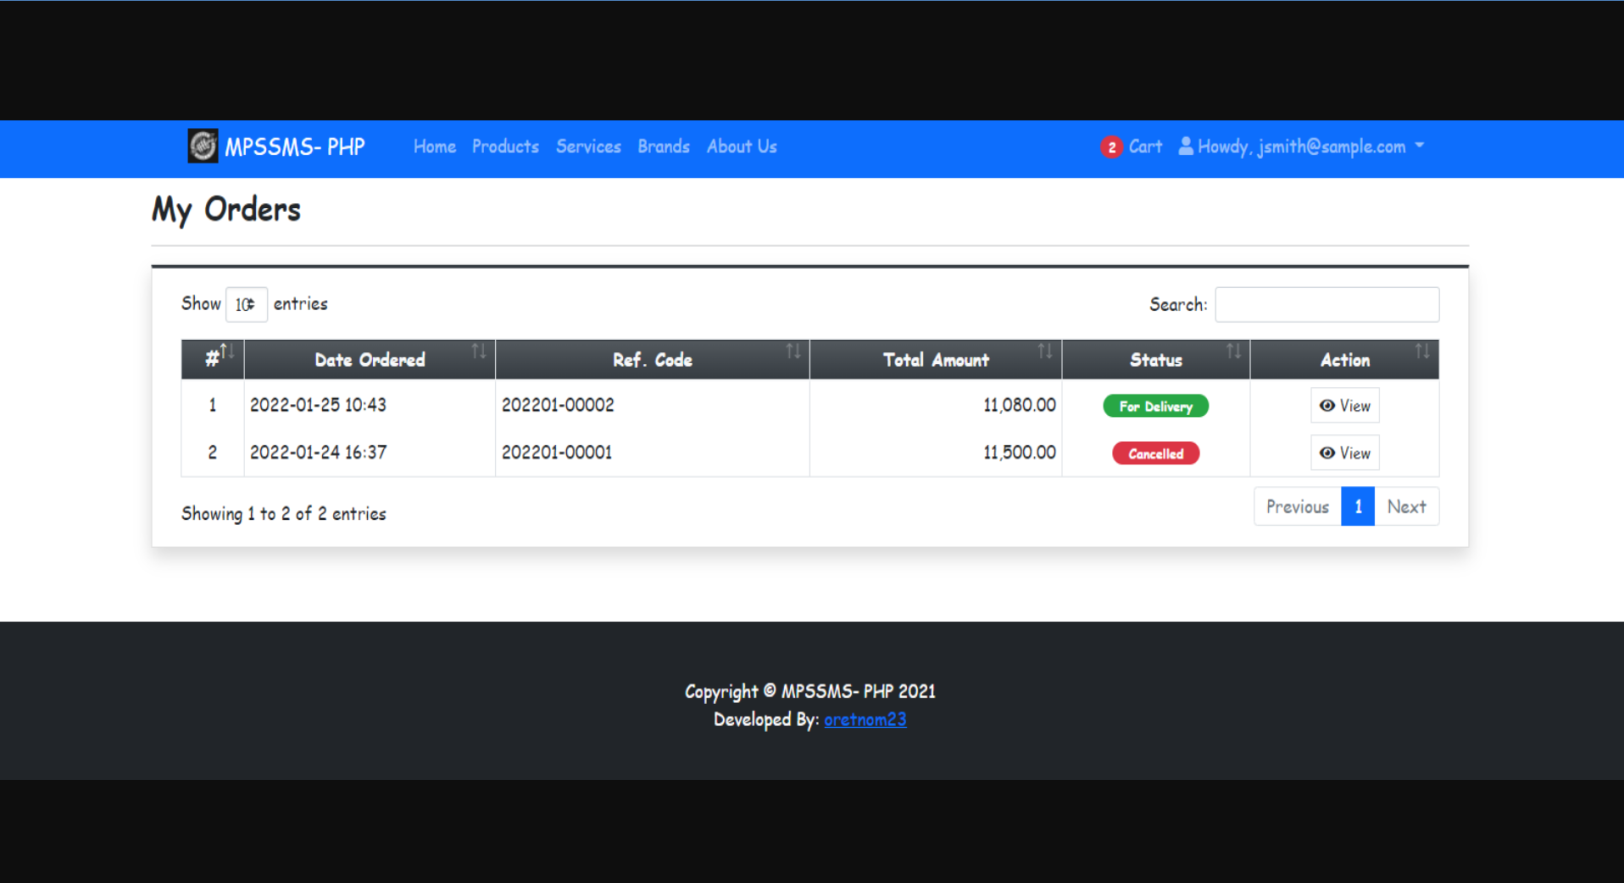 MPSSMS- PHP Home Products Services Brands About Us 2 Cart Howdy, jsmith@sample.com
My Orders
Show 10 entries Search:
# Date Ordered Ref. Code Total Amount Status Action
1 2022-01-25 10:43 202201-00002 11,080.00 For Delivery View
2 2022-01-24 16:37 202201-00001 11,500.00 Cancelled View
Showing 1 to 2 of 2 entries Previous 1 Next
Copyright © MPSSMS- PHP 2021
Developed By: oretnom23